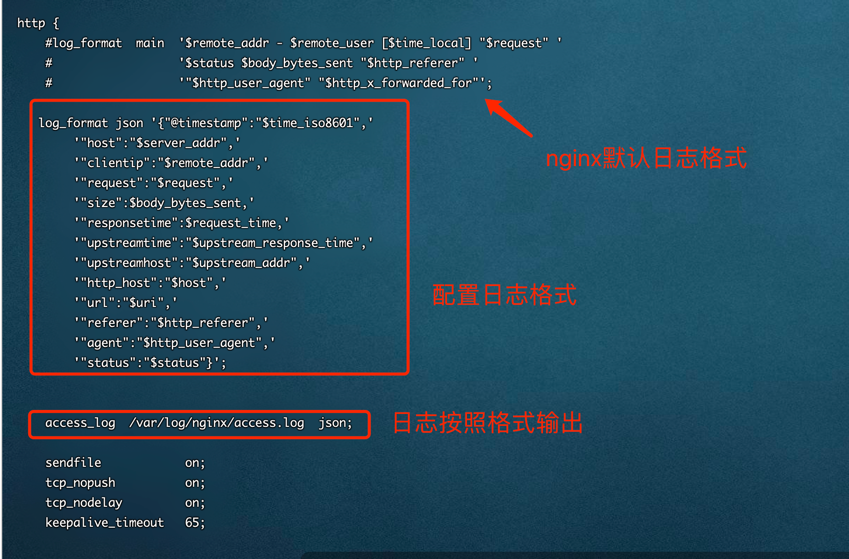 http {
    #log_format  main  '$remote_addr - $remote_user [$time_local] "$request" '
    #                  '$status $body_bytes_sent "$http_referer" '
    #                  '"$http_user_agent" "$http_x_forwarded_for"';
nginx默认日志格式
   log_format json '{"@timestamp":"$time_iso8601",'
        '"host":"$server_addr",'
        '"clientip":"$remote_addr",'
        '"request":"$request",'
        '"size":$body_bytes_sent,'
        '"responsetime":$request_time,'
        '"upstreamtime":"$upstream_response_time",'
        '"upstreamhost":"$upstream_addr",'
        '"http_host":"$host",'
        '"url":"$uri",'
        '"referer":"$http_referer",'
        '"agent":"$http_user_agent",'
        '"status":"$status"}';
配置日志格式
    access_log  /var/log/nginx/access.log  json;
日志按照格式输出
    sendfile            on;
    tcp_nopush          on;
    tcp_nodelay         on;
    keepalive_timeout   65;